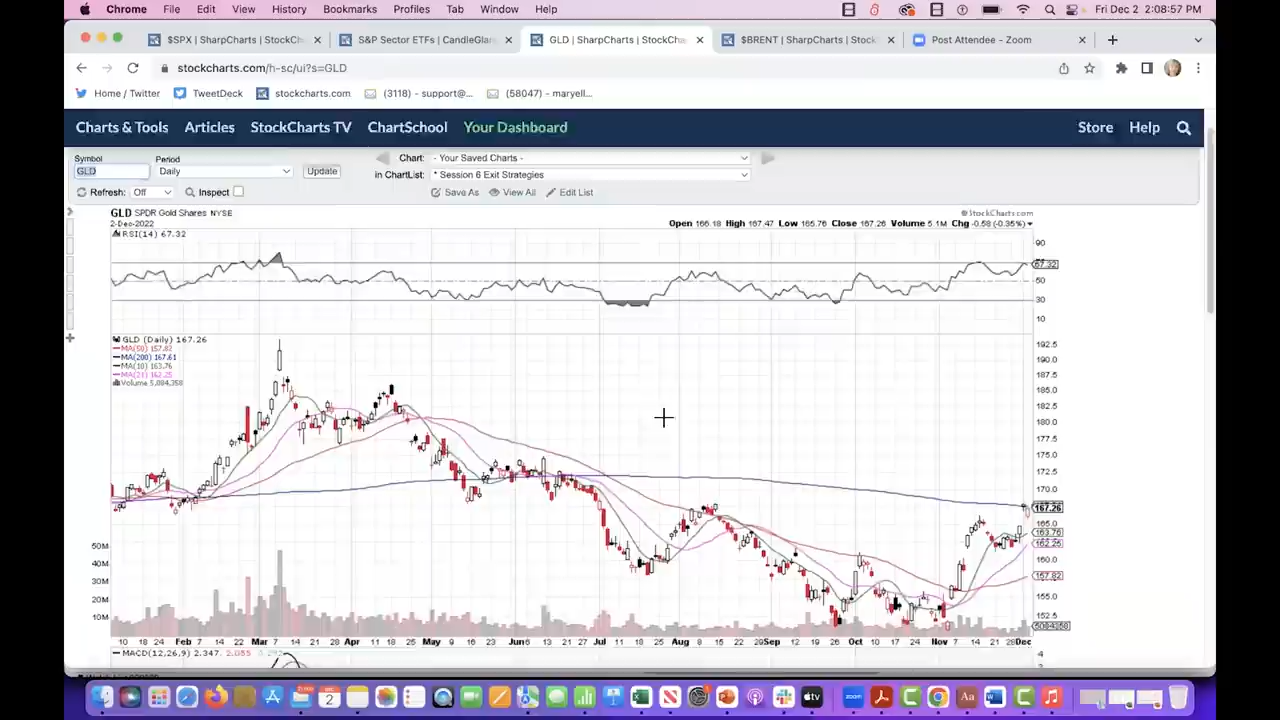 Chrome File Edit View History Bookmarks Profiles Tab Window Help Fri Dec 2 2:08:57 PM
$SPX | SharpCharts | StockCh S&P Sector ETFs | CandleGlan GLD | SharpCharts | StockCha $BRENT | SharpCharts | Stock Post Attendee - Zoom
stockcharts.com/h-sc/ui?s=GLD
Home / Twitter TweetDeck stockcharts.com (3118) - support@... (58047) - maryell...
Charts & Tools Articles StockCharts TV ChartSchool Your Dashboard Store Help
Symbol Period Chart: - Your Saved Charts -
GLD Daily Update in ChartList: * Session 6 Exit Strategies
Refresh: Off Inspect Save As View All Edit List
GLD SPDR Gold Shares NYSE © StockCharts.com
2-Dec-2022 Open 166.18 High 167.47 Low 165.76 Close 167.26 Volume 5.1M Chg -0.58 (-0.35%)
RSI(14) 67.32
90
67.32
50
30
10
GLD (Daily) 167.26
MA(50) 157.82
MA(200) 167.61
MA(10) 163.76
MA(21) 162.25
Volume 5,084,358
192.5
190.0
187.5
185.0
182.5
180.0
177.5
175.0
172.5
170.0
167.26
165.0
163.76
162.25
160.0
157.82
155.0
152.5
5084358
50M
40M
30M
20M
10M
10 18 24 Feb 7 14 22 Mar 7 14 21 28 Apr 11 18 25 May 9 16 23 Jun 6 13 21 27 Jul 11 18 25 Aug 8 15 22 29 Sep 12 19 26 Oct 10 17 24 Nov 7 14 21 28 Dec
MACD(12,26,9) 2.347, 2.055
4